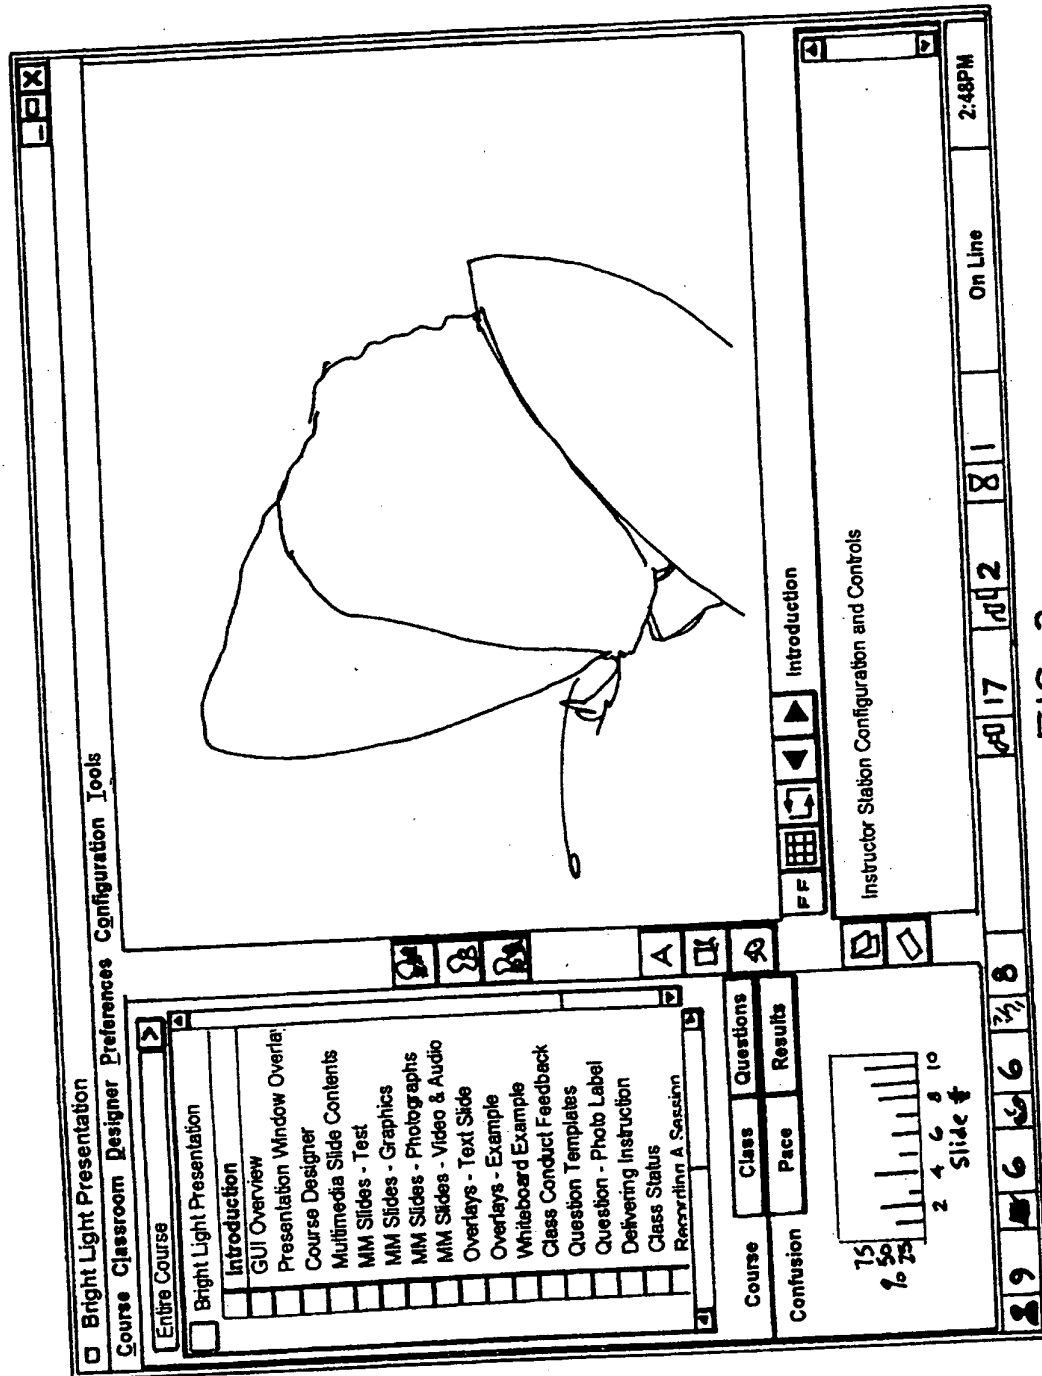 Bright Light Presentation
Course Classroom Designer Preferences Configuration Tools
Entire Course
Bright Light Presentation
Introduction
GUI Overview
Presentation Window Overlay
Course Designer
Multimedia Slide Contents
MM Slides - Test
MM Slides - Graphics
MM Slides - Photographs
MM Slides - Video & Audio
Overlays - Text Slide
Overlays - Example
Whiteboard Example
Class Conduct Feedback
Question Templates
Question - Photo Label
Delivering Instruction
Class Status
Recording A Session
A
FF Introduction
Course Class Questions
Confusion Pace Results
75
% 50
25
2 4 6 8 10
Slide #
Instructor Station Configuration and Controls
9 6 6 8 17 2 1 On Line 2:48PM